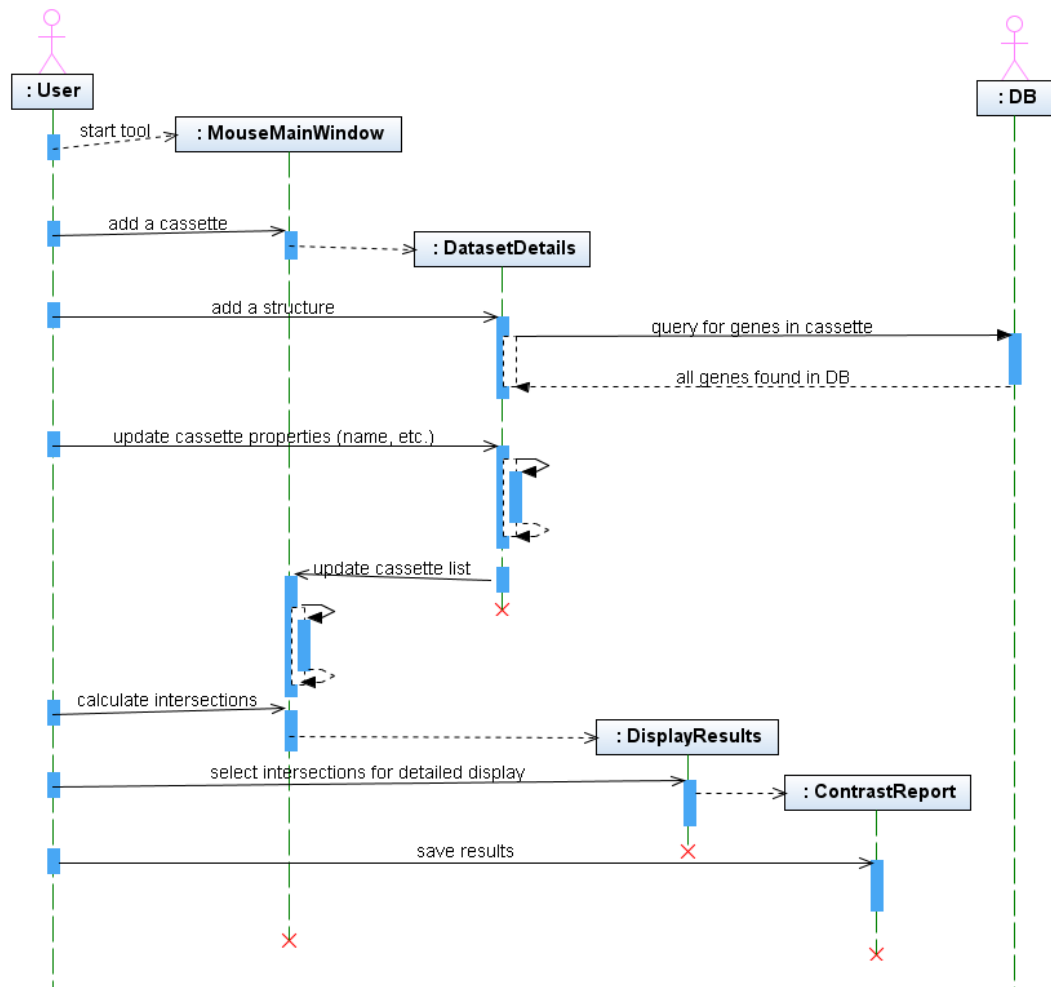 : User
: DB
start tool
: MouseMainWindow
add a cassette
: DatasetDetails
add a structure
query for genes in cassette
all genes found in DB
update cassette properties (name, etc.)
update cassette list
calculate intersections
: DisplayResults
select intersections for detailed display
: ContrastReport
save results